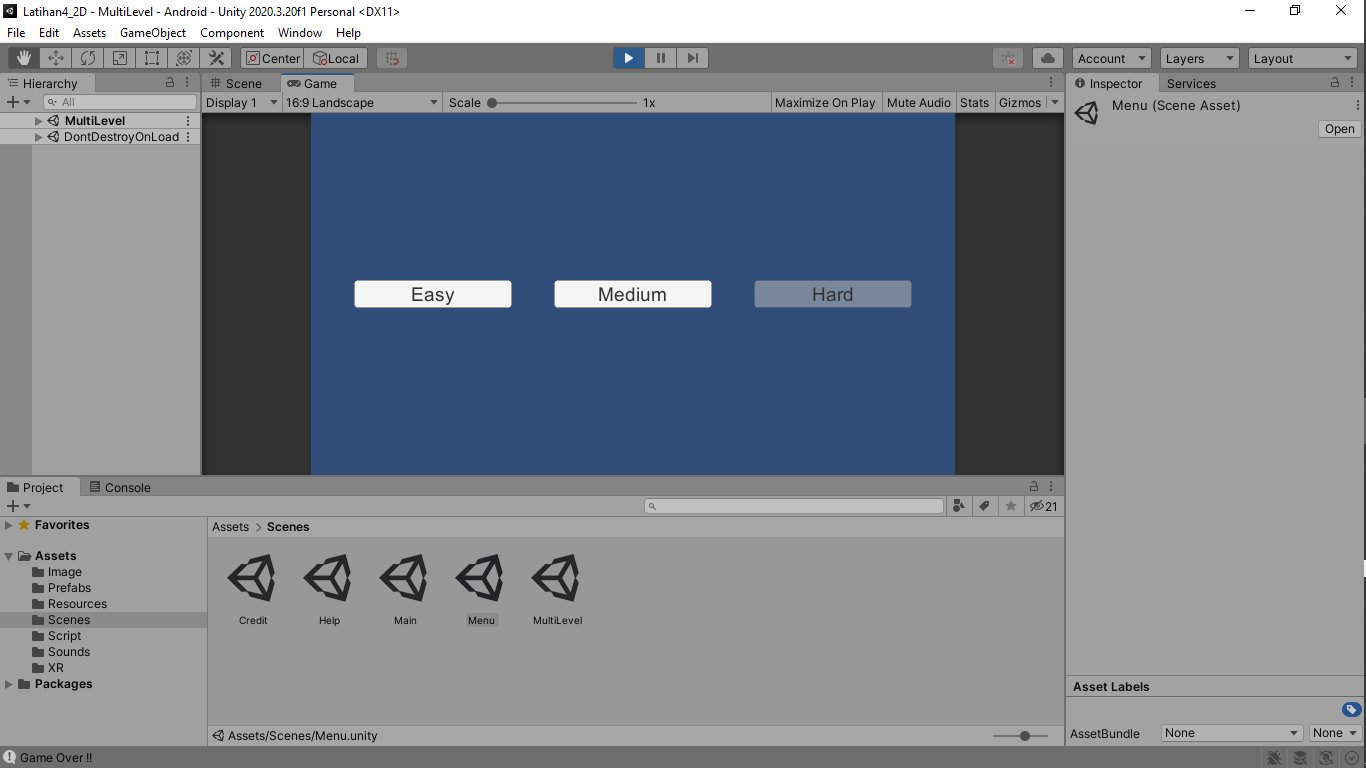 Latihan4_2D - MultiLevel - Android - Unity 2020.3.20f1 Personal <DX11>
File Edit Assets GameObject Component Window Help
Center Local Account Layers Layout
Hierarchy Scene Game Inspector Services
All Display 1 16:9 Landscape Scale 1x Maximize On Play Mute Audio Stats Gizmos Menu (Scene Asset)
MultiLevel
Open
DontDestroyOnLoad
Easy Medium Hard
Project Console
21
Favorites Assets > Scenes
Assets
Image
Prefabs
Resources
Scenes Credit Help Main Menu MultiLevel
Script
Sounds
XR
Packages Asset Labels
Assets/Scenes/Menu.unity AssetBundle None None
Game Over !!